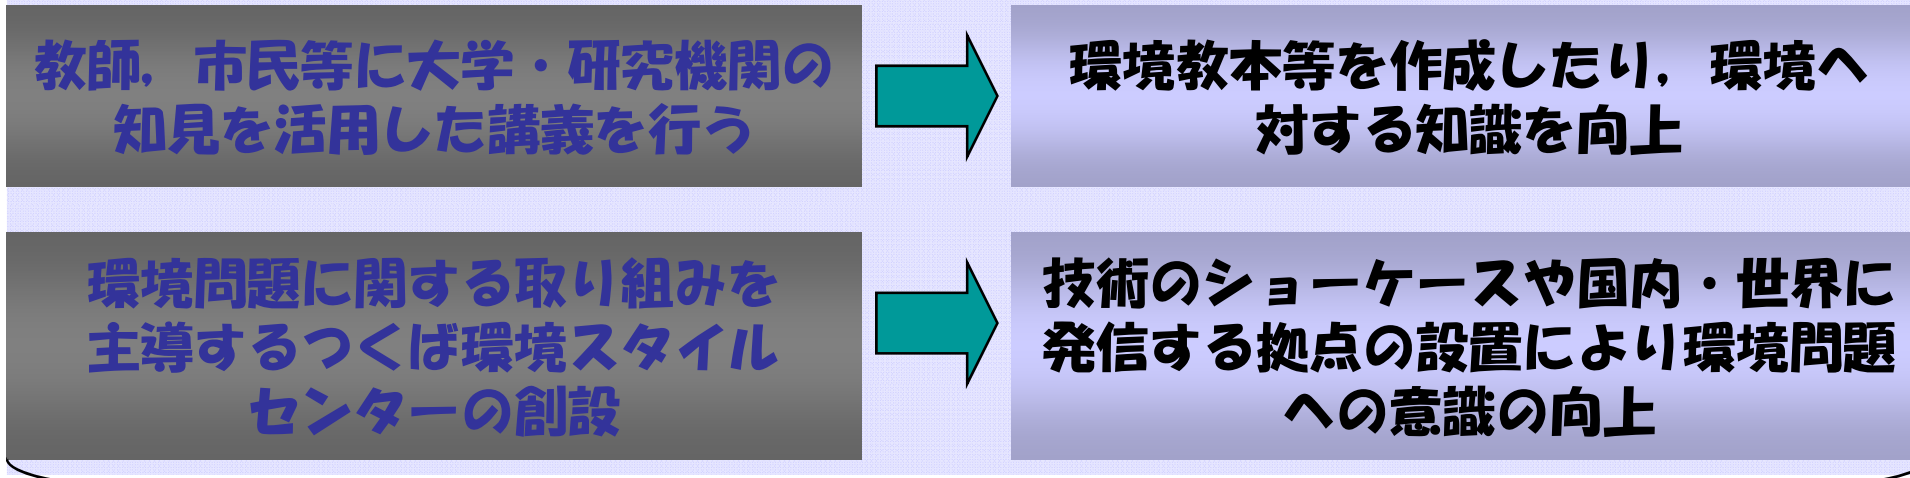 教師，市民等に大学・研究機関の
知見を活用した講義を行う
環境教本等を作成したり，環境へ
対する知識を向上
環境問題に関する取り組みを
主導するつくば環境スタイル
センターの創設
技術のショーケースや国内・世界に
発信する拠点の設置により環境問題
への意識の向上